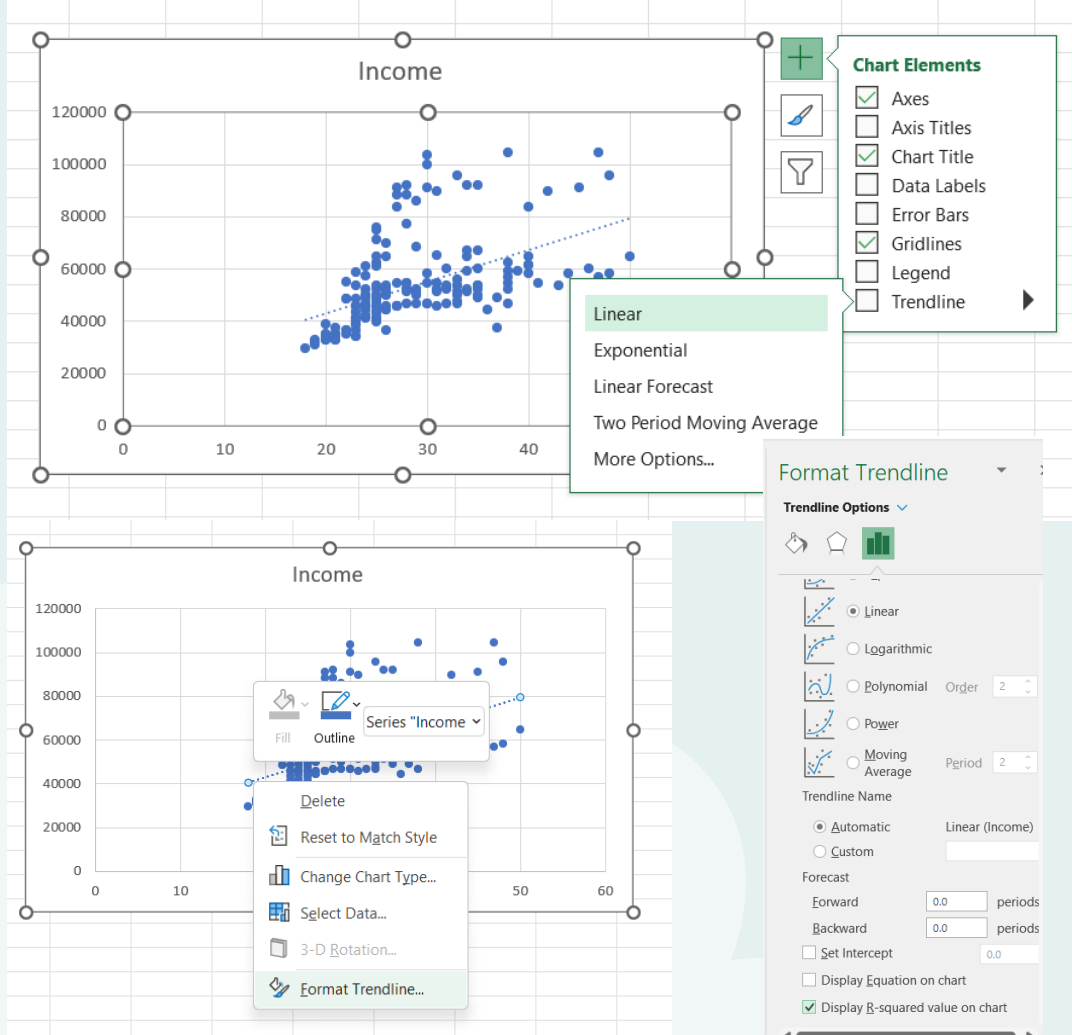 Income
120000
100000
80000
60000
40000
20000
0
0 10 20 30 40
Chart Elements
Axes
Axis Titles
Chart Title
Data Labels
Error Bars
Gridlines
Legend
Trendline
Linear
Exponential
Linear Forecast
Two Period Moving Average
More Options...
Income
120000
100000
80000
60000
40000
20000
0
0 10 50 60
Fill
Outline
Series "Income
Delete
Reset to Match Style
Change Chart Type...
Select Data...
3-D Rotation...
Format Trendline...
Format Trendline
Trendline Options
Linear
Logarithmic
Polynomial Order 2
Power
Moving
Average
Period 2
Trendline Name
Automatic Linear (Income)
Custom
Forecast
Forward 0.0 periods
Backward 0.0 periods
Set Intercept 0.0
Display Equation on chart
Display R-squared value on chart